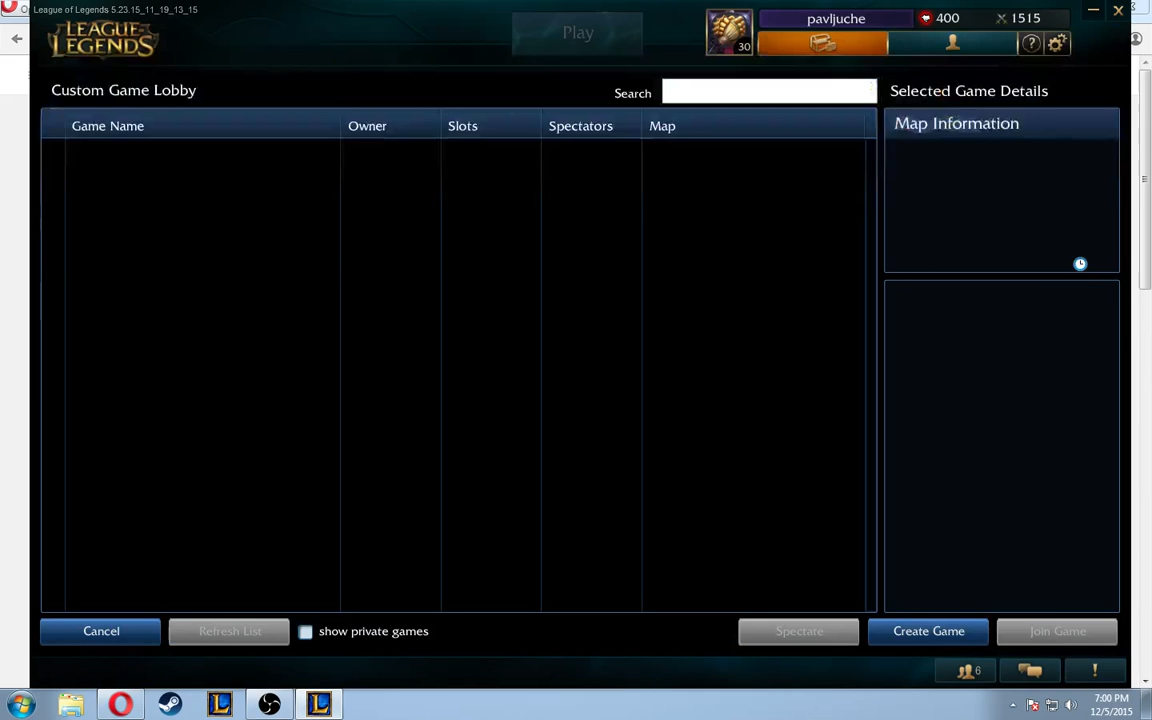 League of Legends 5.23.15_11_19_13_15
LEAGUE OF
LEGENDS
Play
30
pavljuche
400
1515
Custom Game Lobby
Search
Selected Game Details
Game Name
Owner
Slots
Spectators
Map
Map Information
Cancel
Refresh List
show private games
Spectate
Create Game
Join Game
6
7:00 PM
12/5/2015